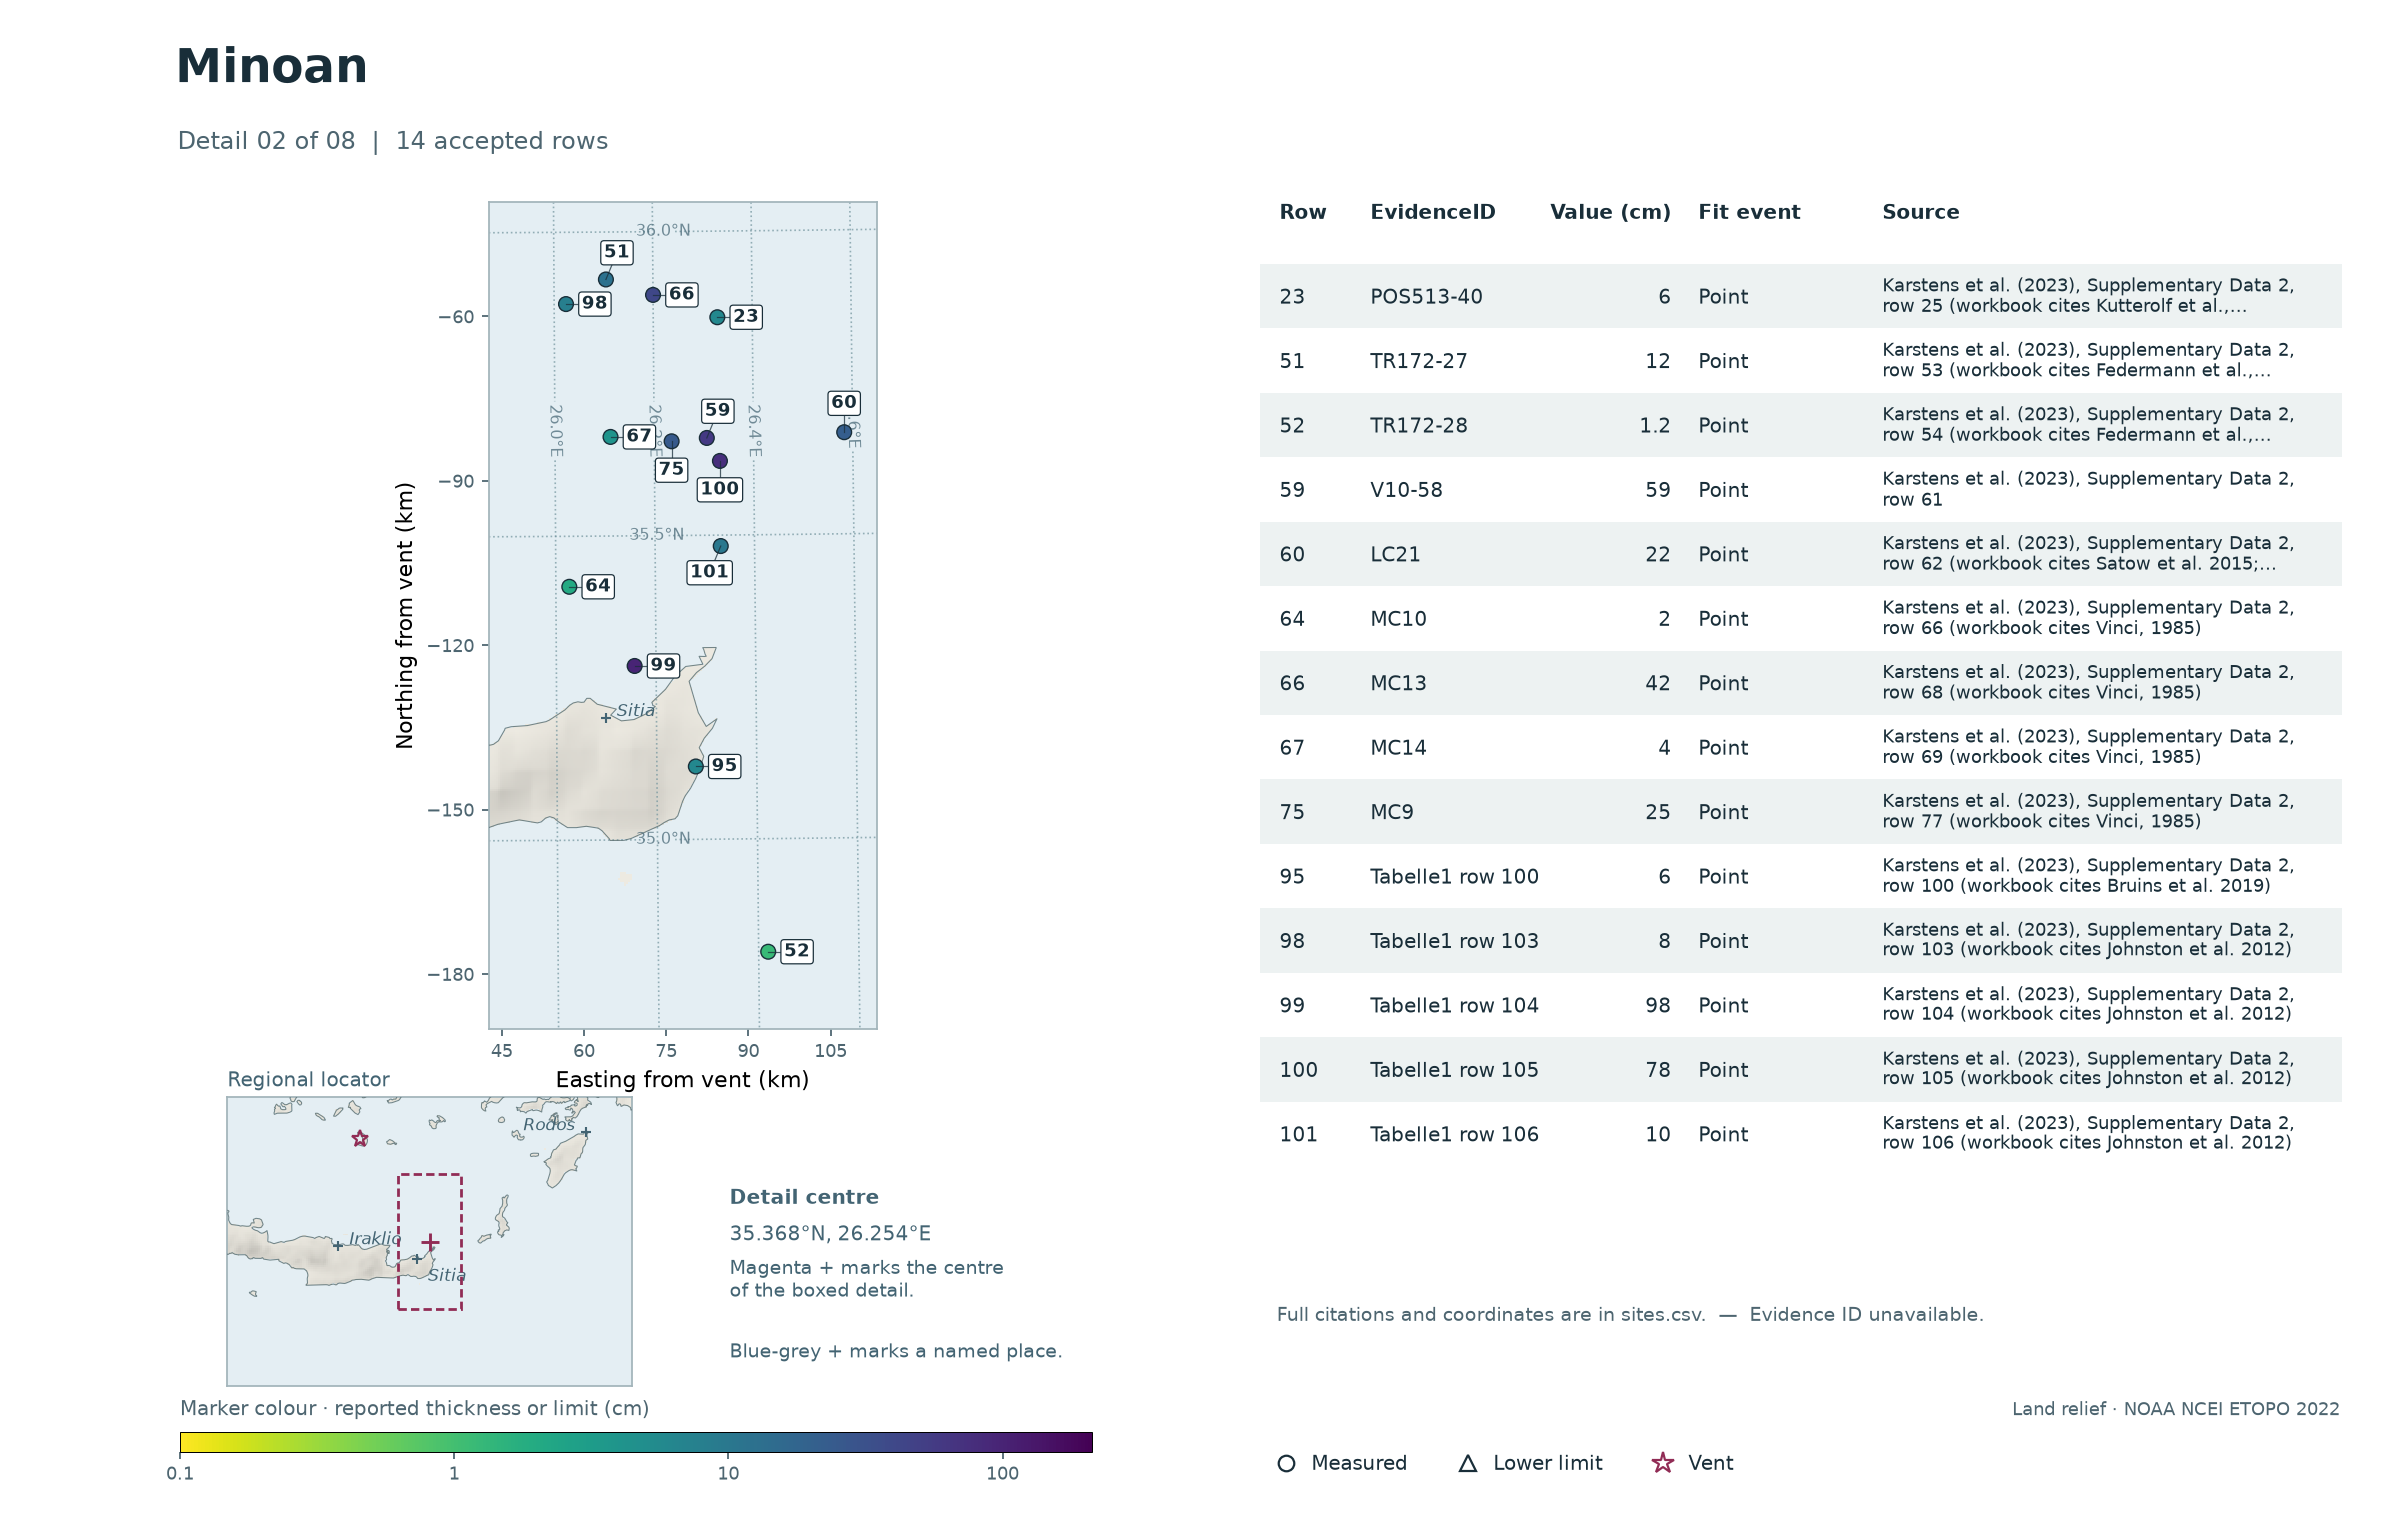 Minoan
Detail 02 of 08 | 14 accepted rows
36.0°N
51
66
98
23
−60
60
59
26.0°E
26.4°E
67
75
−90
100
35.5°N
101
64
−120
99
Sitia
95
−150
35.0°N
52
−180
45 60 75 90 105
Easting from vent (km)
Northing from vent (km)
Regional locator
Rodos
Iraklio
Sitia
Detail centre
35.368°N, 26.254°E
Magenta + marks the centre
of the boxed detail.
Blue-grey + marks a named place.
Marker colour · reported thickness or limit (cm)
0.1 1 10 100
Row EvidenceID Value (cm) Fit event Source
23 POS513-40 6 Point Karstens et al. (2023), Supplementary Data 2,
row 25 (workbook cites Kutterolf et al.,…
51 TR172-27 12 Point Karstens et al. (2023), Supplementary Data 2,
row 53 (workbook cites Federmann et al.,…
52 TR172-28 1.2 Point Karstens et al. (2023), Supplementary Data 2,
row 54 (workbook cites Federmann et al.,…
59 V10-58 59 Point Karstens et al. (2023), Supplementary Data 2,
row 61
60 LC21 22 Point Karstens et al. (2023), Supplementary Data 2,
row 62 (workbook cites Satow et al. 2015;…
64 MC10 2 Point Karstens et al. (2023), Supplementary Data 2,
row 66 (workbook cites Vinci, 1985)
66 MC13 42 Point Karstens et al. (2023), Supplementary Data 2,
row 68 (workbook cites Vinci, 1985)
67 MC14 4 Point Karstens et al. (2023), Supplementary Data 2,
row 69 (workbook cites Vinci, 1985)
75 MC9 25 Point Karstens et al. (2023), Supplementary Data 2,
row 77 (workbook cites Vinci, 1985)
95 Tabelle1 row 100 6 Point Karstens et al. (2023), Supplementary Data 2,
row 100 (workbook cites Bruins et al. 2019)
98 Tabelle1 row 103 8 Point Karstens et al. (2023), Supplementary Data 2,
row 103 (workbook cites Johnston et al. 2012)
99 Tabelle1 row 104 98 Point Karstens et al. (2023), Supplementary Data 2,
row 104 (workbook cites Johnston et al. 2012)
100 Tabelle1 row 105 78 Point Karstens et al. (2023), Supplementary Data 2,
row 105 (workbook cites Johnston et al. 2012)
101 Tabelle1 row 106 10 Point Karstens et al. (2023), Supplementary Data 2,
row 106 (workbook cites Johnston et al. 2012)
Full citations and coordinates are in sites.csv. — Evidence ID unavailable.
Land relief · NOAA NCEI ETOPO 2022
Measured Lower limit Vent